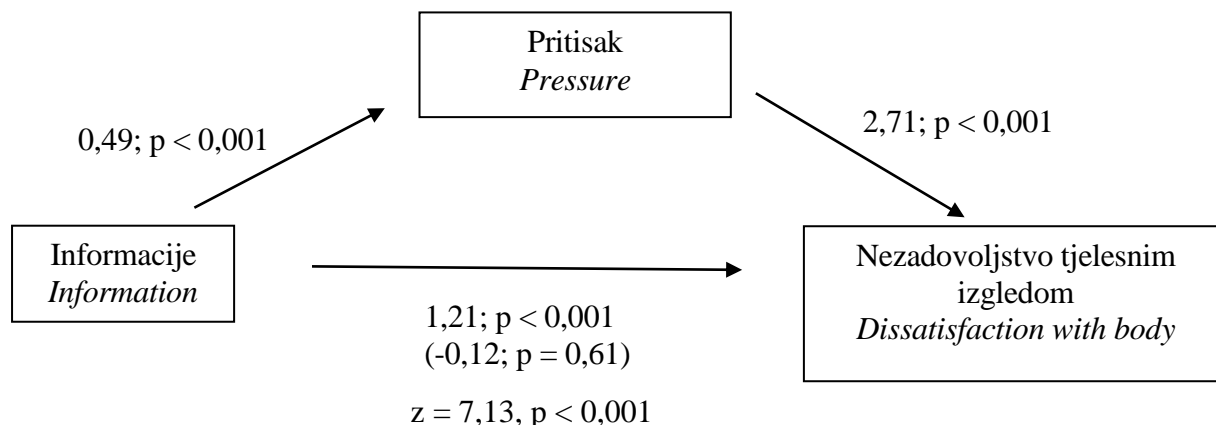 Pritisak
Pressure
0,49; p < 0,001
2,71; p < 0,001
Informacije
Information
Nezadovoljstvo tjelesnim
izgledom
Dissatisfaction with body
1,21; p < 0,001
(-0,12; p = 0,61)
z = 7,13, p < 0,001